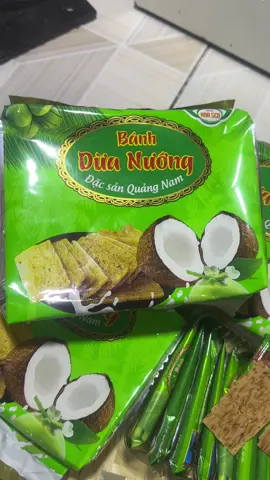 Bánh
Dừa Nướng
Đặc sản Quảng Nam